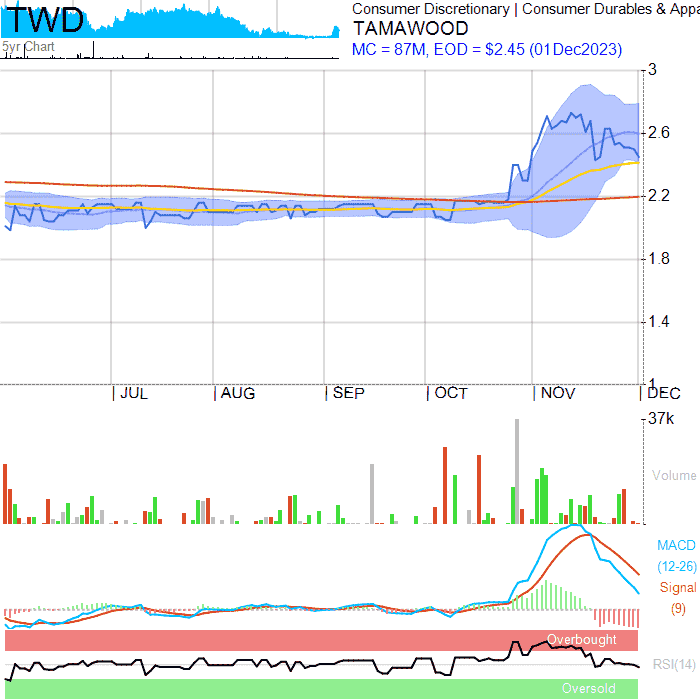 TWD
5yr Chart
Consumer Discretionary | Consumer Durables & Appa
TAMAWOOD
MC = 87M, EOD = $2.45 (01Dec2023)
3
2.6
2.2
1.8
1.4
1
JUL AUG SEP OCT NOV DEC
37k
Volume
MACD
(12-26)
Signal
(9)
Overbought
RSI(14)
Oversold